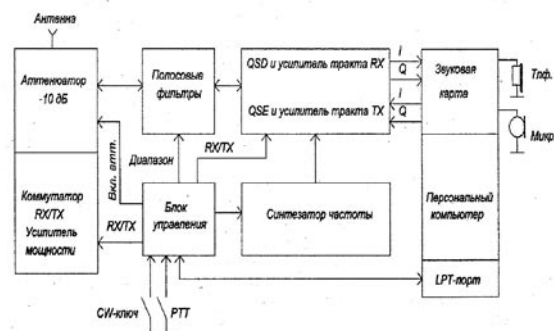 Антенна
Аттенюатор
-10 дБ
Полосовые
фильтры
QSD и усилитель тракта RX
QSE и усилитель тракта TX
I
Q
I
Q
Звуковая
карта
Тлф.
Микр
Вкл. атт.
Диапазон
RX/TX
Коммутатор
RX/TX
Усилитель
мощности
RX/TX
Блок
управления
Синтезатор частоты
Персональный
компьютер
LPT-порт
CW-ключ
PTT